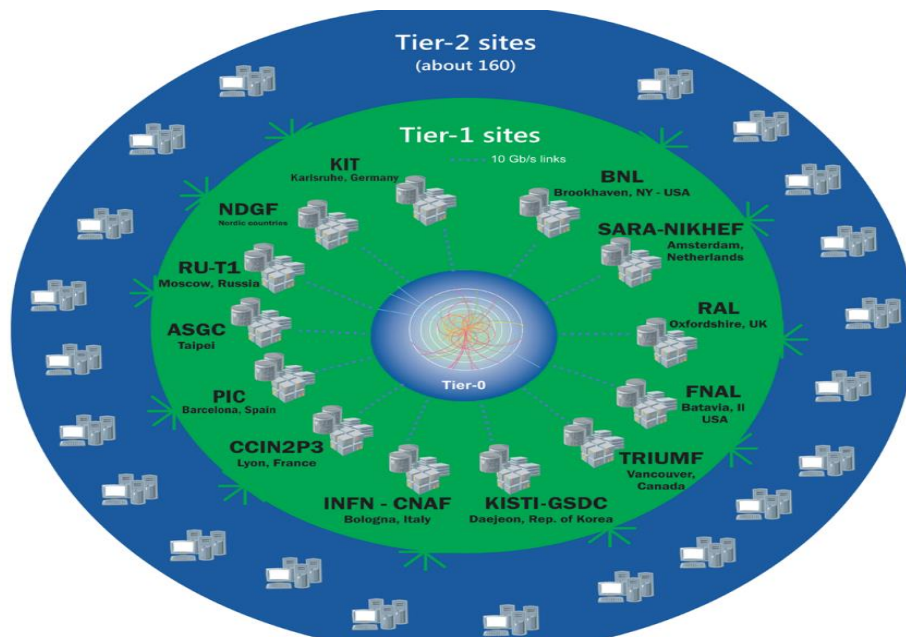 Tier-2 sites
(about 160)
Tier-1 sites
10 Gb/s links
KIT
Karlsruhe, Germany
BNL
Brookhaven, NY - USA
NDGF
Nordic countries
SARA-NIKHEF
Amsterdam,
Netherlands
RU-T1
Moscow, Russia
RAL
Oxfordshire, UK
ASGC
Taipei
Tier-0
FNAL
Batavia, Il
USA
PIC
Barcelona, Spain
CCIN2P3
Lyon, France
TRIUMF
Vancouver,
Canada
INFN - CNAF
Bologna, Italy
KISTI-GSDC
Daejeon, Rep. of Korea